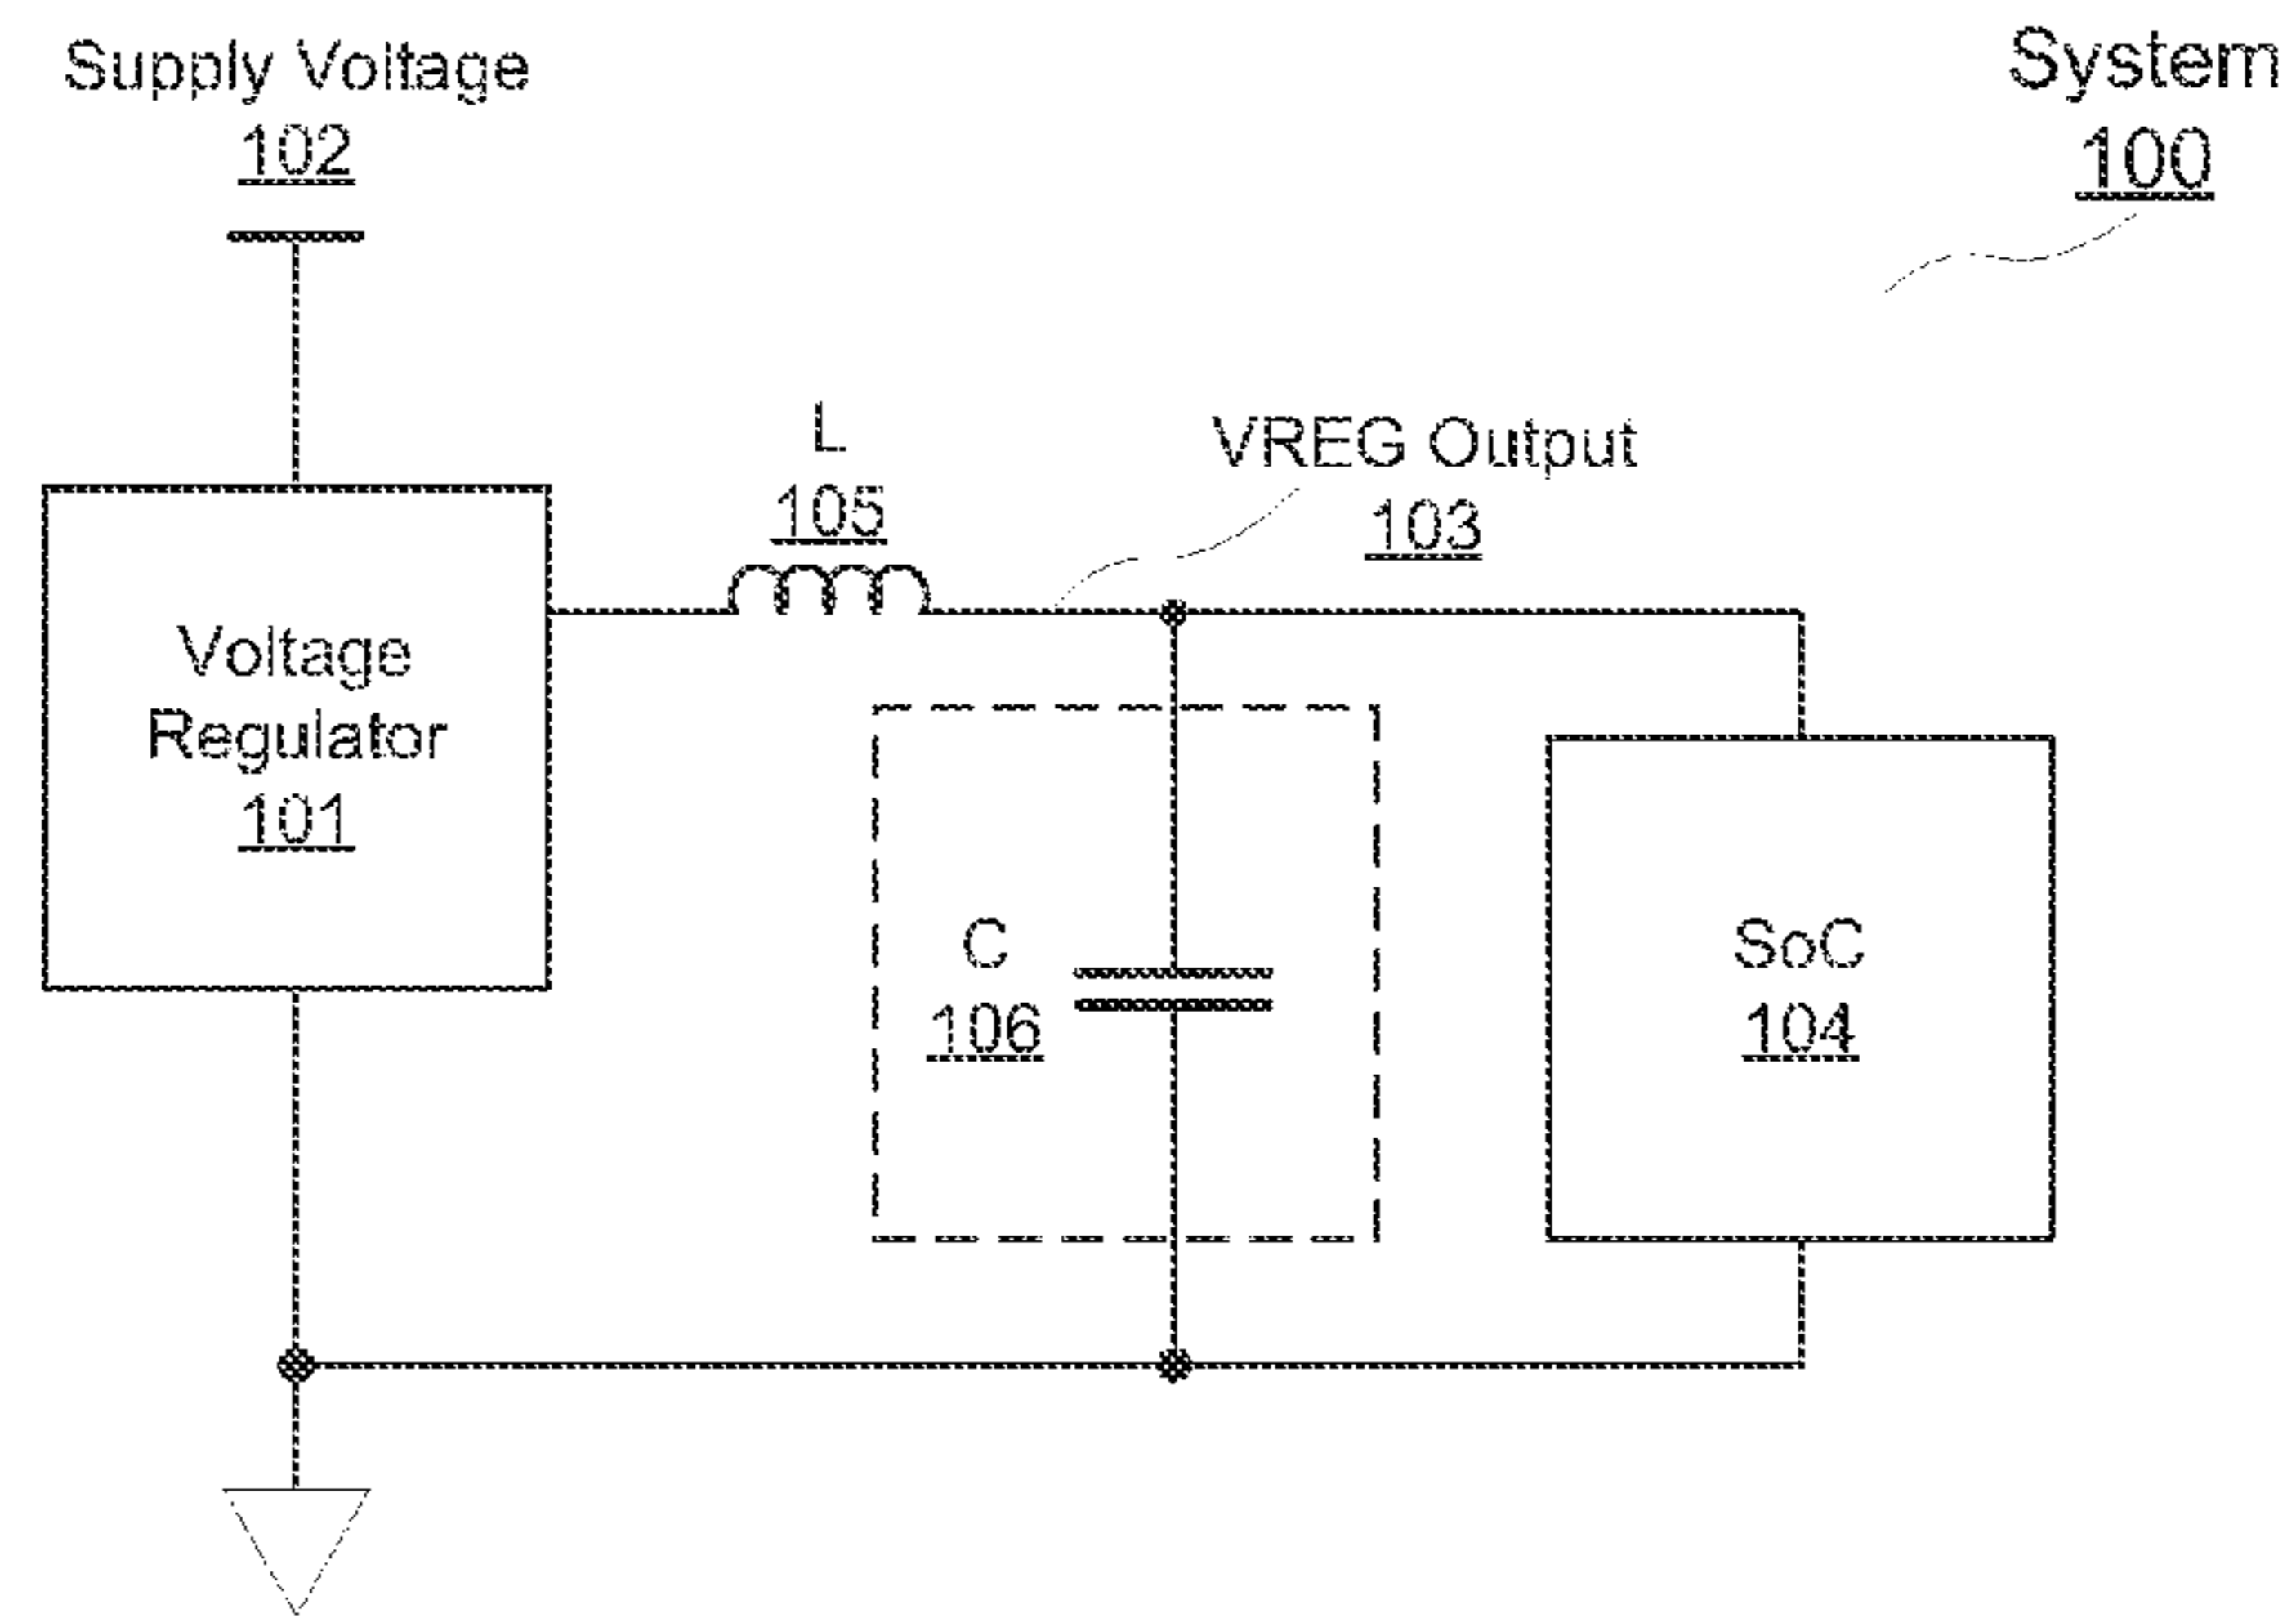 Supply Voltage
102
System
100
L
105
VREG Output
103
Voltage
Regulator
101
C
106
SoC
104